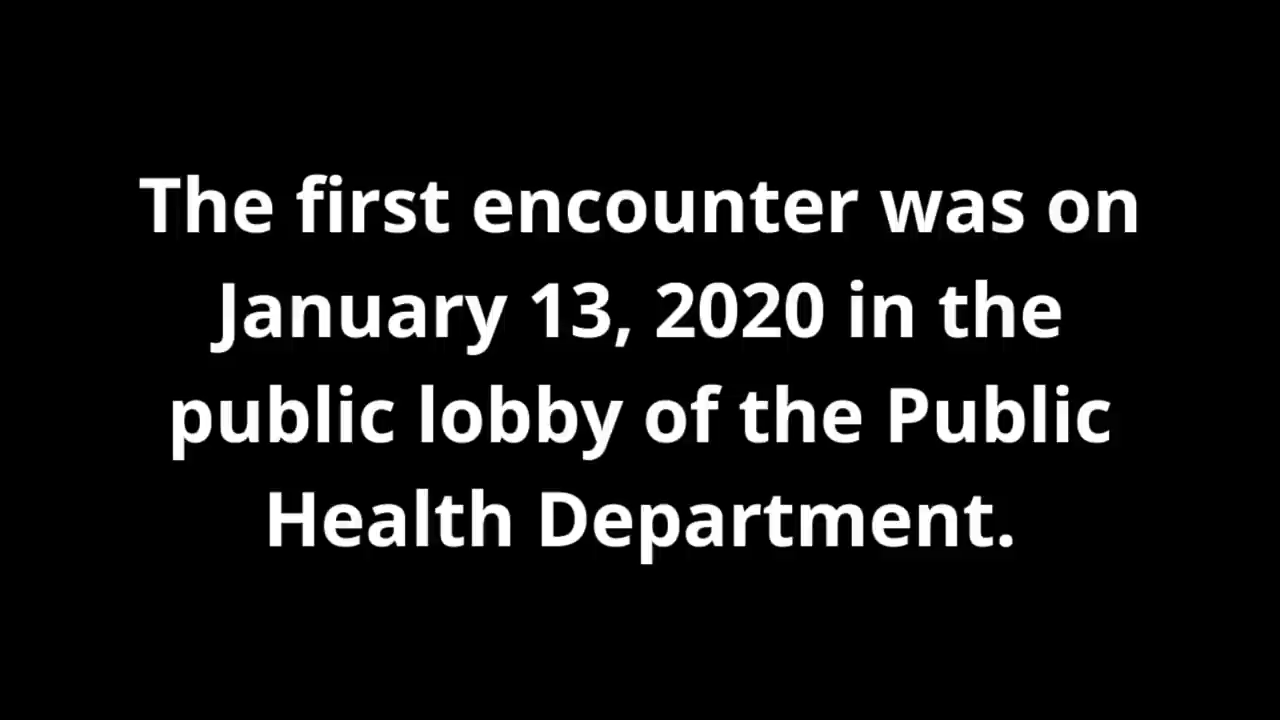 The first encounter was on
January 13, 2020 in the
public lobby of the Public
Health Department.